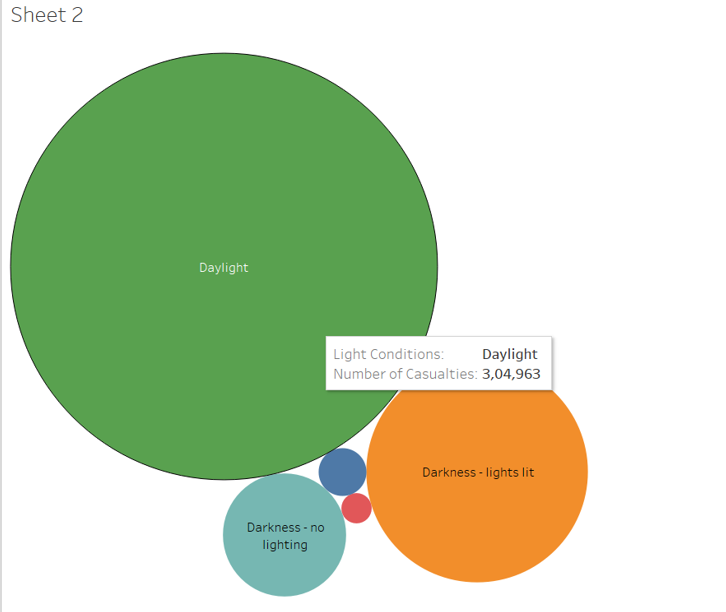 Sheet 2
Daylight
Light Conditions: Daylight
Number of Casualties: 3,04,963
Darkness - lights lit
Darkness - no
lighting